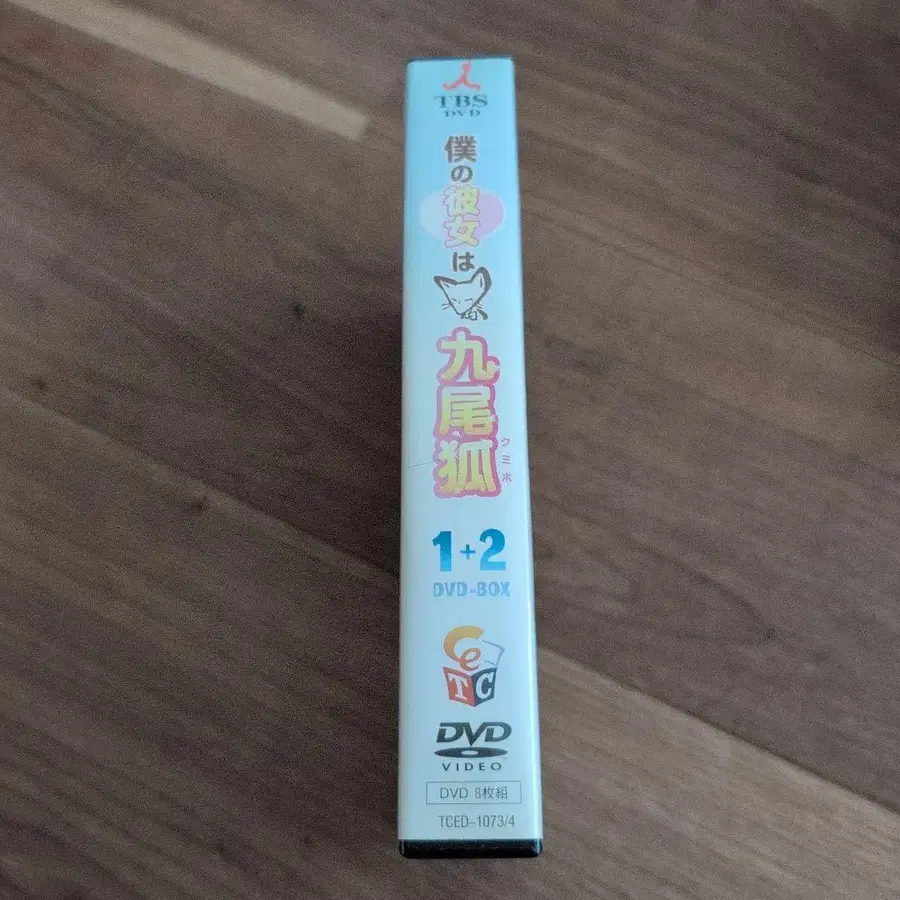 TBS
DVD
僕の彼女は
九尾狐
クミホ
1+2
DVD-BOX
CeTC
DVD
VIDEO
DVD 8枚組
TCED-1073/4